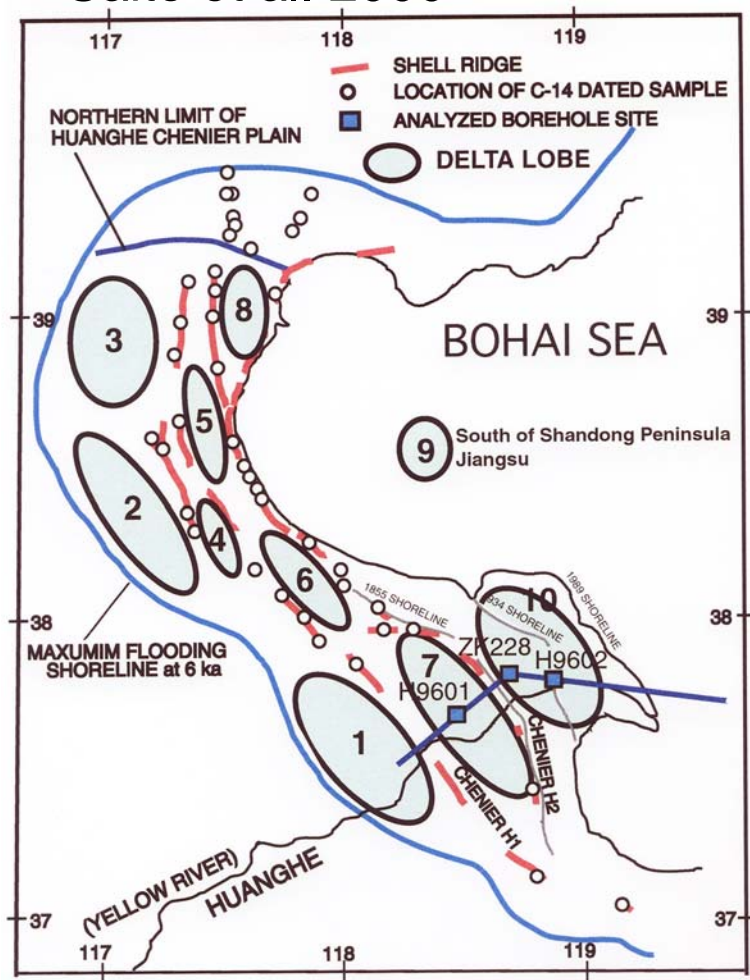 117 118 119
SHELL RIDGE
LOCATION OF C-14 DATED SAMPLE
ANALYZED BOREHOLE SITE
DELTA LOBE
NORTHERN LIMIT OF
HUANGHE CHENIER PLAIN
39
39
3
8
BOHAI SEA
5
9
South of Shandong Peninsula
Jiangsu
2
4
6
1855 SHORELINE
934 SHORELINE
1989 SHORELINE
10
38
38
MAXUMIM FLOODING
SHORELINE at 6 ka
7
ZK228
H9602
H9601
1
CHENIER H1
CHENIER H2
(YELLOW RIVER)
HUANGHE
37
37
117 118 119